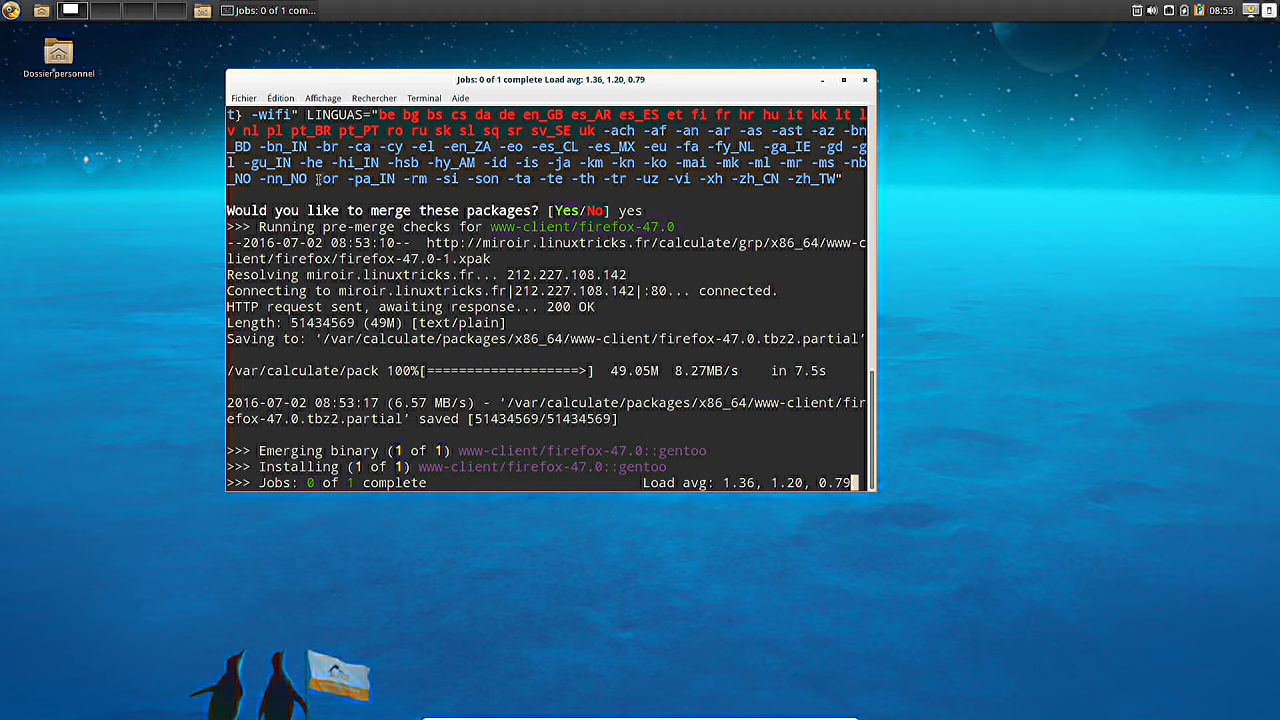 Jobs: 0 of 1 com...
08:53
Dossier personnel
Jobs: 0 of 1 complete Load avg: 1.36, 1.20, 0.79
Fichier Édition Affichage Rechercher Terminal Aide
t} -wifi" LINGUAS="be bg bs cs da de en_GB es_AR es_ES et fi fr hr hu it kk lt l
v nl pl pt_BR pt_PT ro ru sk sl sq sr sv_SE uk -ach -af -an -ar -as -ast -az -bn
_BD -bn_IN -br -ca -cy -el -en_ZA -eo -es_CL -es_MX -eu -fa -fy_NL -ga_IE -gd -g
l -gu_IN -he -hi_IN -hsb -hy_AM -id -is -ja -km -kn -ko -mai -mk -ml -mr -ms -nb
_NO -nn_NO -or -pa_IN -rm -si -son -ta -te -th -tr -uz -vi -xh -zh_CN -zh_TW"
Would you like to merge these packages? [Yes/No] yes
>>> Running pre-merge checks for www-client/firefox-47.0
--2016-07-02 08:53:10-- http://miroir.linuxtricks.fr/calculate/grp/x86_64/www-c
lient/firefox/firefox-47.0-1.xpak
Resolving miroir.linuxtricks.fr... 212.227.108.142
Connecting to miroir.linuxtricks.fr|212.227.108.142|:80... connected.
HTTP request sent, awaiting response... 200 OK
Length: 51434569 (49M) [text/plain]
Saving to: ‘/var/calculate/packages/x86_64/www-client/firefox-47.0.tbz2.partial’
/var/calculate/pack 100%[===================>] 49.05M 8.27MB/s in 7.5s
2016-07-02 08:53:17 (6.57 MB/s) - ‘/var/calculate/packages/x86_64/www-client/fir
efox-47.0.tbz2.partial’ saved [51434569/51434569]
>>> Emerging binary (1 of 1) www-client/firefox-47.0::gentoo
>>> Installing (1 of 1) www-client/firefox-47.0::gentoo
>>> Jobs: 0 of 1 complete Load avg: 1.36, 1.20, 0.79